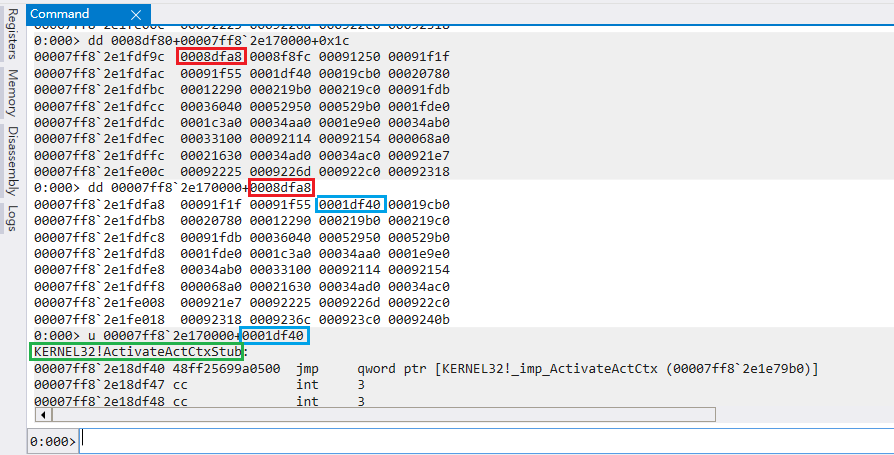 Command
Registers
Memory
Disassembly
Logs
0:000> dd 0008df80+00007ff8`2e170000+0x1c
00007ff8`2e1fdf9c 0008dfa8 0008f8fc 00091250 00091f1f
00007ff8`2e1fdfac 00091f55 0001df40 00019cb0 00020780
00007ff8`2e1fdfbc 00012290 000219b0 000219c0 00091fdb
00007ff8`2e1fdfcc 00036040 00052950 000529b0 0001fde0
00007ff8`2e1fdfdc 0001c3a0 00034aa0 0001e9e0 00034ab0
00007ff8`2e1fdfec 00033100 00092114 00092154 000068a0
00007ff8`2e1fdffc 00021630 00034ad0 00034ac0 000921e7
00007ff8`2e1fe00c 00092225 0009226d 000922c0 00092318
0:000> dd 00007ff8`2e170000+0008dfa8
00007ff8`2e1fdfa8 00091f1f 00091f55 0001df40 00019cb0
00007ff8`2e1fdfb8 00020780 00012290 000219b0 000219c0
00007ff8`2e1fdfc8 00091fdb 00036040 00052950 000529b0
00007ff8`2e1fdfd8 0001fde0 0001c3a0 00034aa0 0001e9e0
00007ff8`2e1fdfe8 00034ab0 00033100 00092114 00092154
00007ff8`2e1fdff8 000068a0 00021630 00034ad0 00034ac0
00007ff8`2e1fe008 000921e7 00092225 0009226d 000922c0
00007ff8`2e1fe018 00092318 0009236c 000923c0 0009240b
0:000> u 00007ff8`2e170000+0001df40
KERNEL32!ActivateActCtxStub:
00007ff8`2e18df40 48ff25699a0500 jmp qword ptr [KERNEL32!_imp_ActivateActCtx (00007ff8`2e1e79b0)]
00007ff8`2e18df47 cc int 3
00007ff8`2e18df48 cc int 3
0:000>